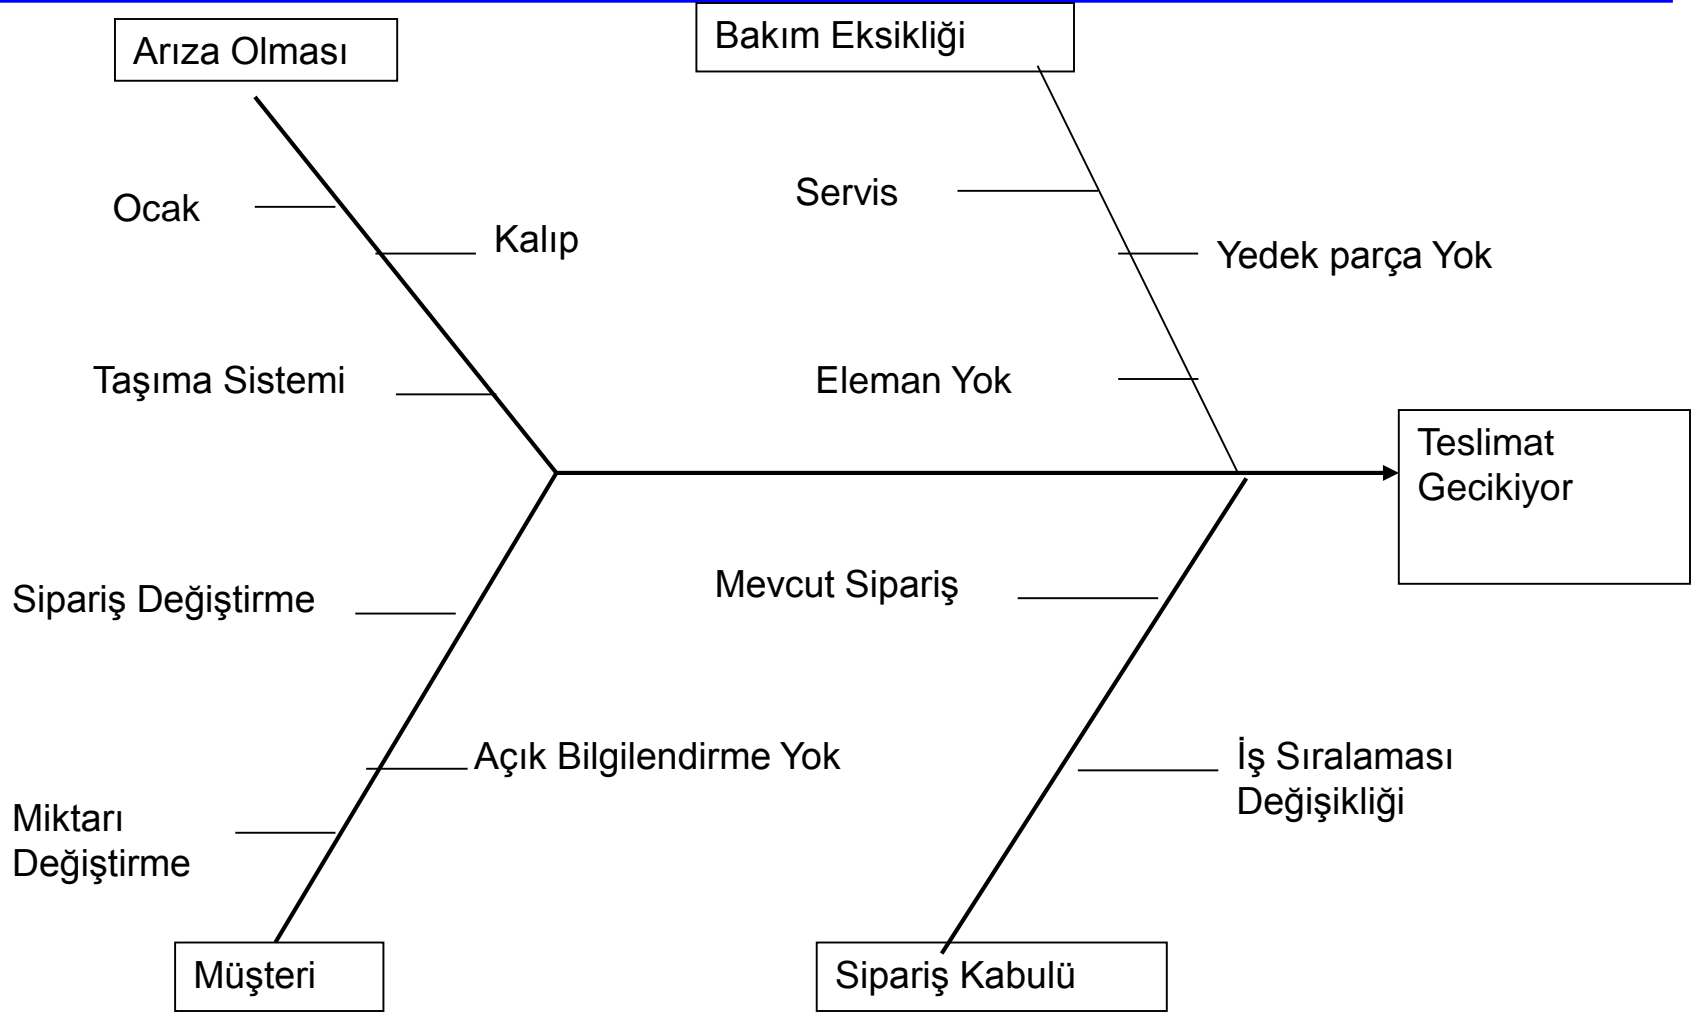 Arıza Olması
Bakım Eksikliği
Ocak
Kalıp
Servis
Yedek parça Yok
Taşıma Sistemi
Eleman Yok
Teslimat
Gecikiyor
Sipariş Değiştirme
Mevcut Sipariş
Açık Bilgilendirme Yok
İş Sıralaması
Değişikliği
Miktarı
Değiştirme
Müşteri
Sipariş Kabulü